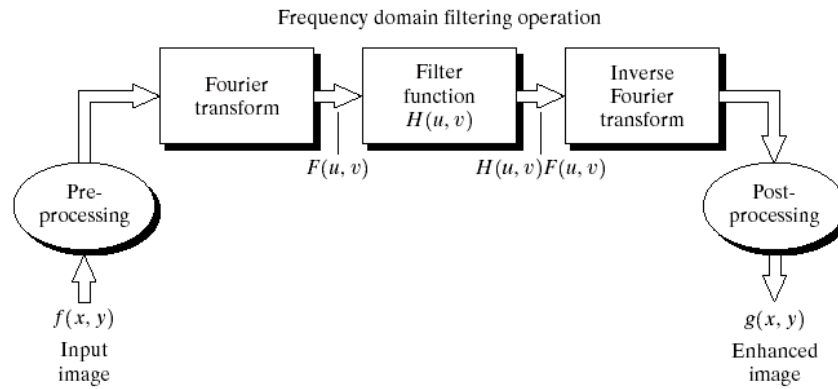 Frequency domain filtering operation
Fourier
transform
Filter
function
H(u, v)
Inverse
Fourier
transform
F(u, v)
H(u, v)F(u, v)
Pre-
processing
Post-
processing
f(x, y)
Input
image
g(x, y)
Enhanced
image